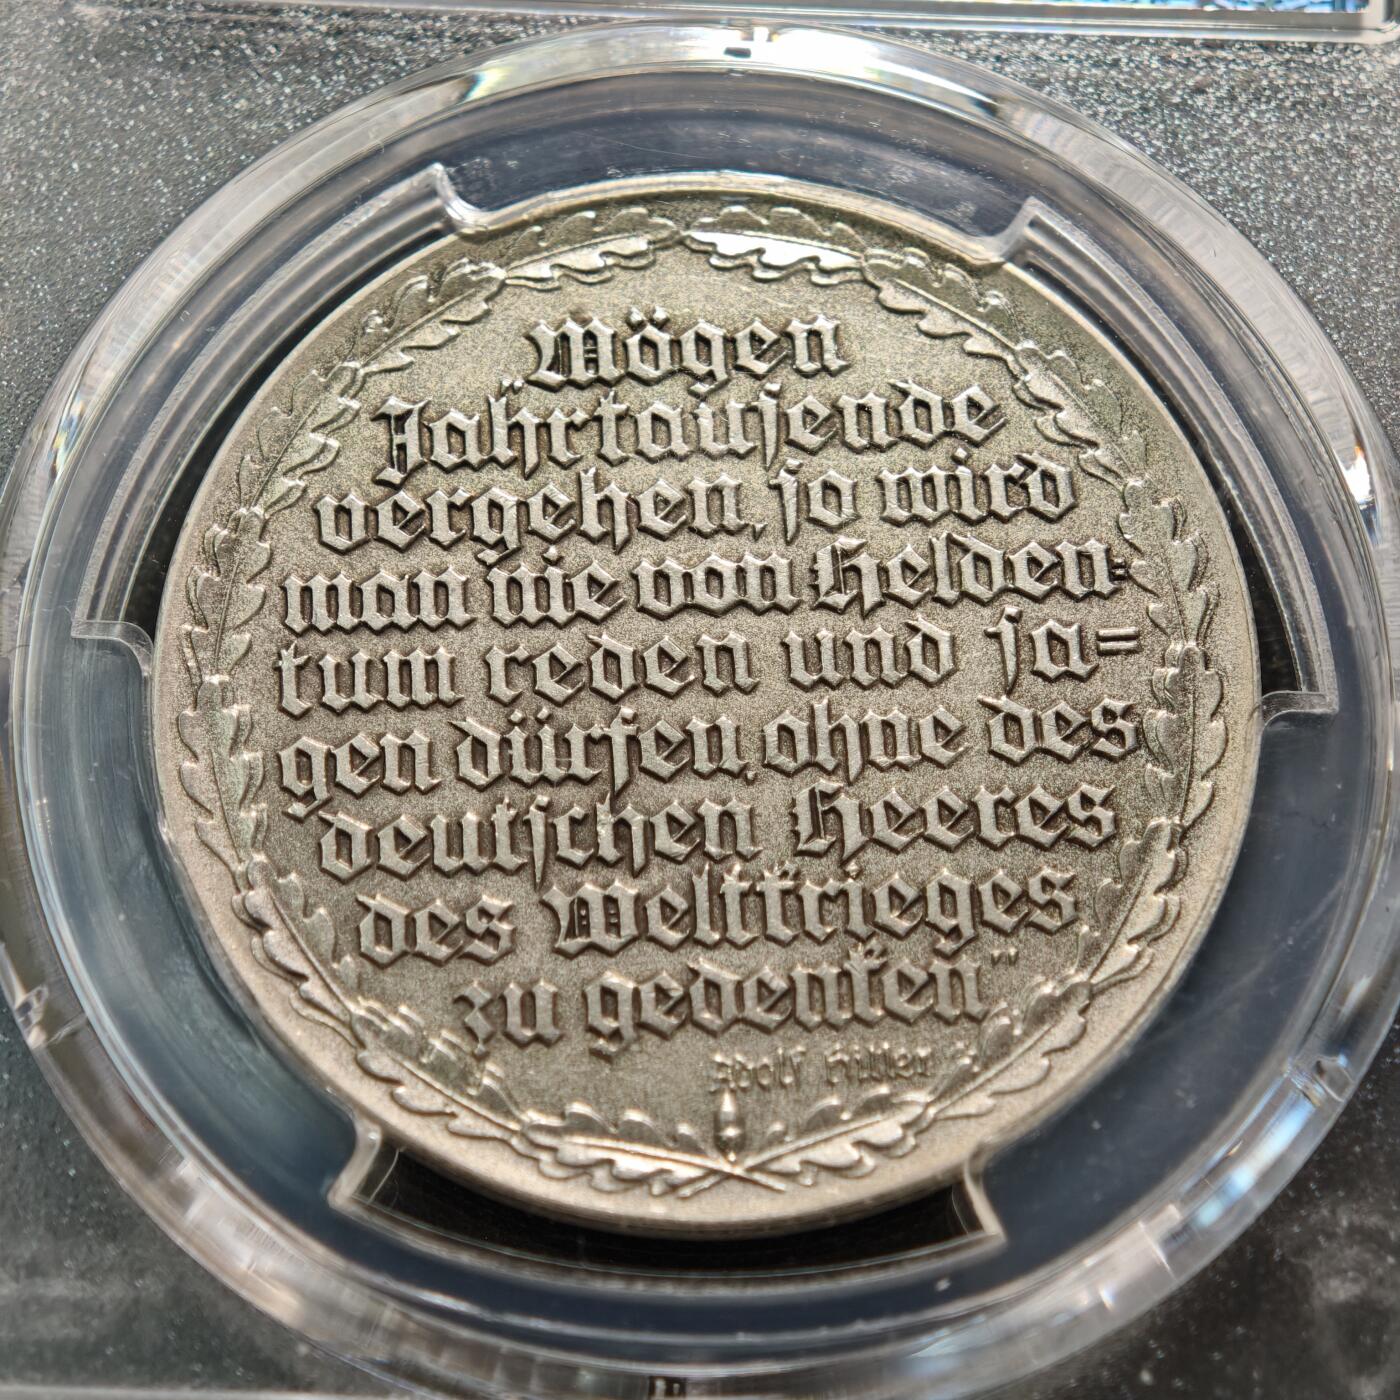 Mögen
Jahrtausende
vergehen, so wird
man nie von Helden-
tum reden und sa=
gen dürfen, ohne des
deutschen Heeres
des Weltkrieges
zu gedenken"
Adolf Hitler